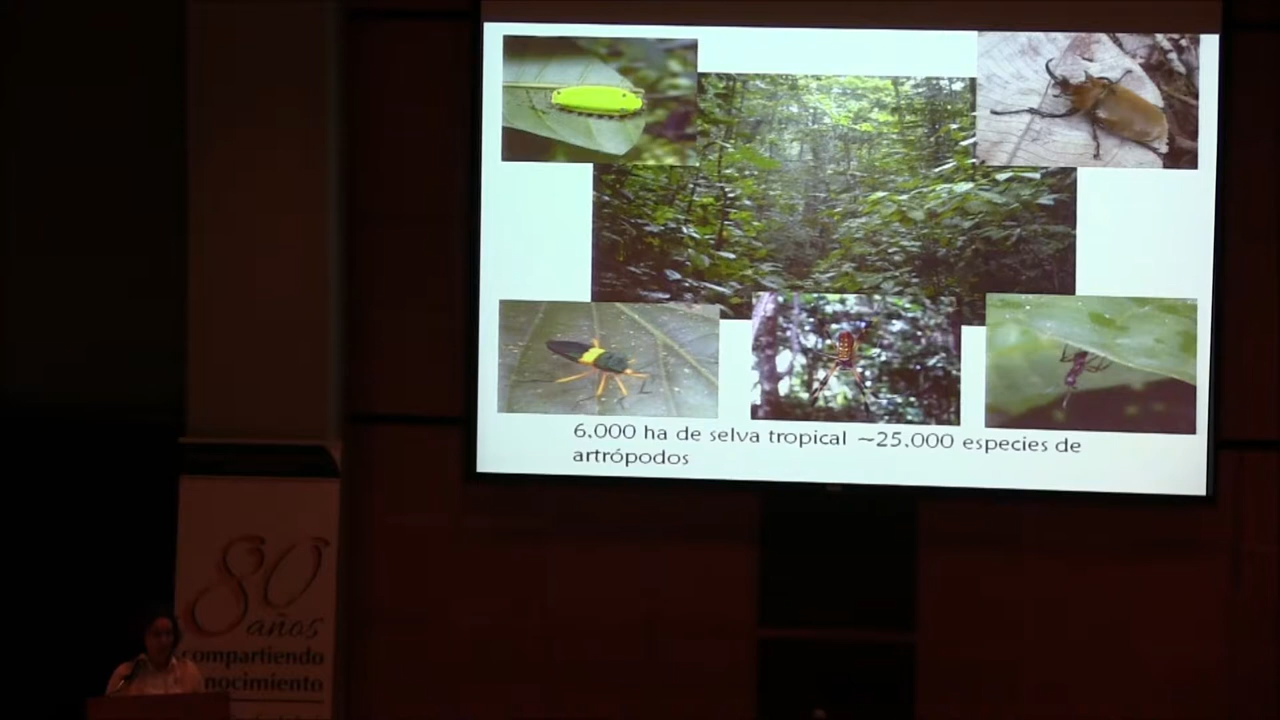 6.000 ha de selva tropical ~25.000 especies de
artrópodos
80
años
compartiendo
nocimiento